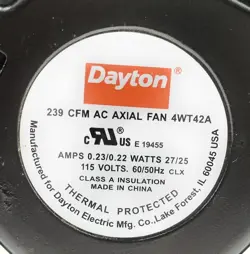 Dayton
239 CFM AC AXIAL FAN 4WT42A
c RU US E 19455
AMPS 0.23/0.22 WATTS 27/25
115 VOLTS. 60/50Hz CLX
CLASS A INSULATION
MADE IN CHINA
THERMAL PROTECTED
Manufactured for Dayton Electric Mfg. Co., Lake Forest, IL 60045 USA